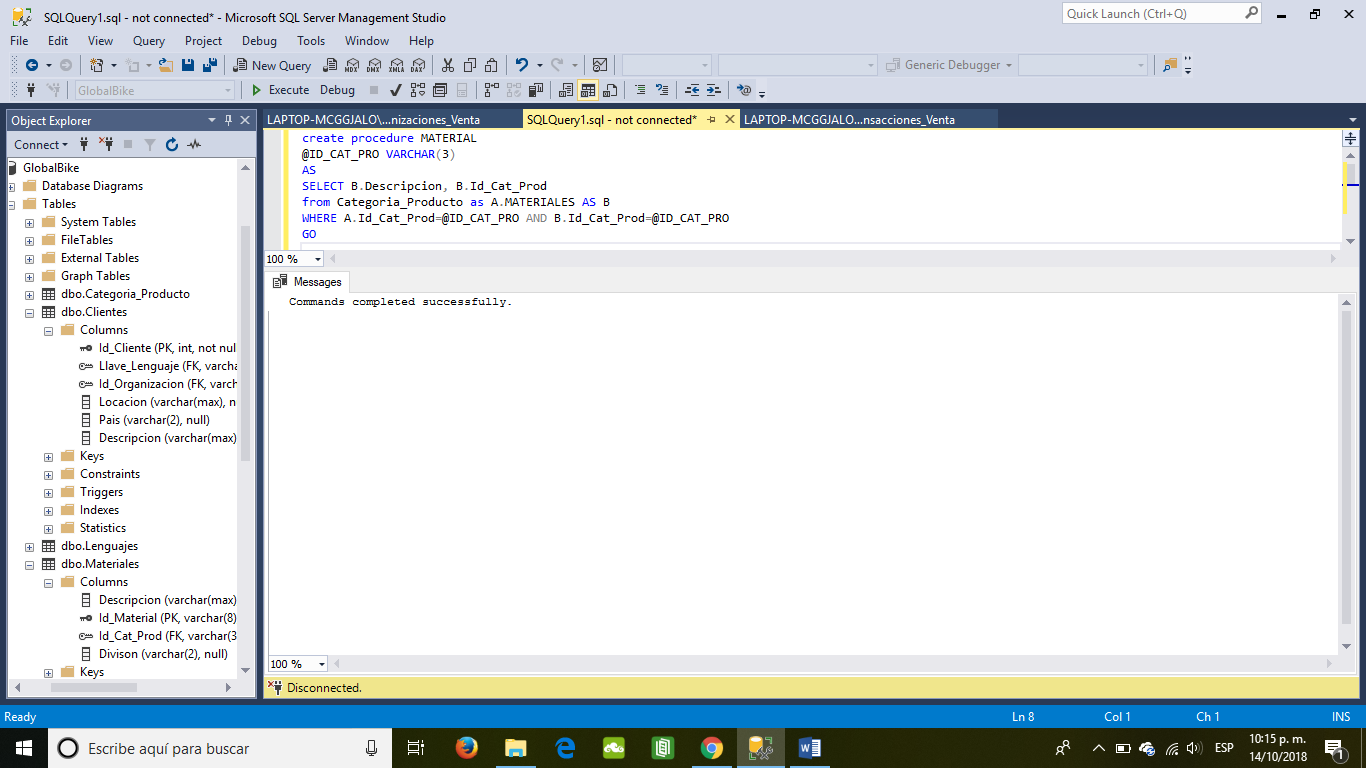 SQLQuery1.sql - not connected* - Microsoft SQL Server Management Studio
Quick Launch (Ctrl+Q)
File Edit View Query Project Debug Tools Window Help
New Query MDX DMX XMLA DAX Generic Debugger
GlobalBike Execute Debug
Object Explorer
LAPTOP-MCGGJALO\...nizaciones_Venta SQLQuery1.sql - not connected* LAPTOP-MCGGJALO...nsacciones_Venta
Connect
GlobalBike
Database Diagrams
Tables
System Tables
FileTables
External Tables
Graph Tables
dbo.Categoria_Producto
dbo.Clientes
Columns
Id_Cliente (PK, int, not nul
Llave_Lenguaje (FK, varcha
Id_Organizacion (FK, varch
Locacion (varchar(max), n
Pais (varchar(2), null)
Descripcion (varchar(max)
Keys
Constraints
Triggers
Indexes
Statistics
dbo.Lenguajes
dbo.Materiales
Columns
Descripcion (varchar(max)
Id_Material (PK, varchar(8)
Id_Cat_Prod (FK, varchar(3
Divison (varchar(2), null)
Keys
create procedure MATERIAL
@ID_CAT_PRO VARCHAR(3)
AS
SELECT B.Descripcion, B.Id_Cat_Prod
from Categoria_Producto as A.MATERIALES AS B
WHERE A.Id_Cat_Prod=@ID_CAT_PRO AND B.Id_Cat_Prod=@ID_CAT_PRO
GO
100 %
Messages
Commands completed successfully.
100 %
Disconnected.
Ready Ln 8 Col 1 Ch 1 INS
Escribe aquí para buscar
ESP
10:15 p. m.
14/10/2018
1